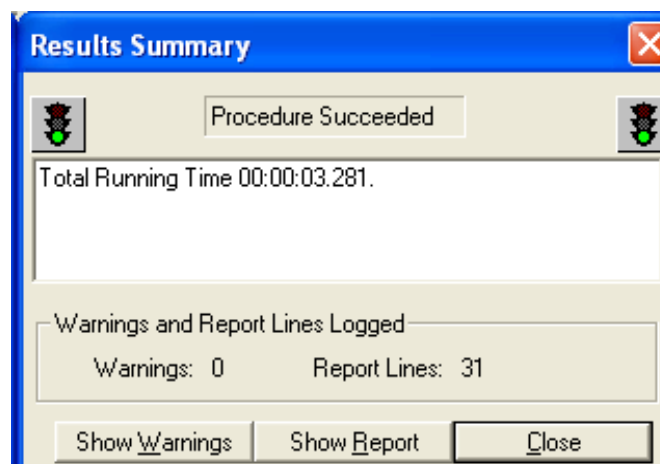 Results Summary
Procedure Succeeded
Total Running Time 00:00:03.281.
Warnings and Report Lines Logged
Warnings: 0 Report Lines: 31
Show Warnings Show Report Close